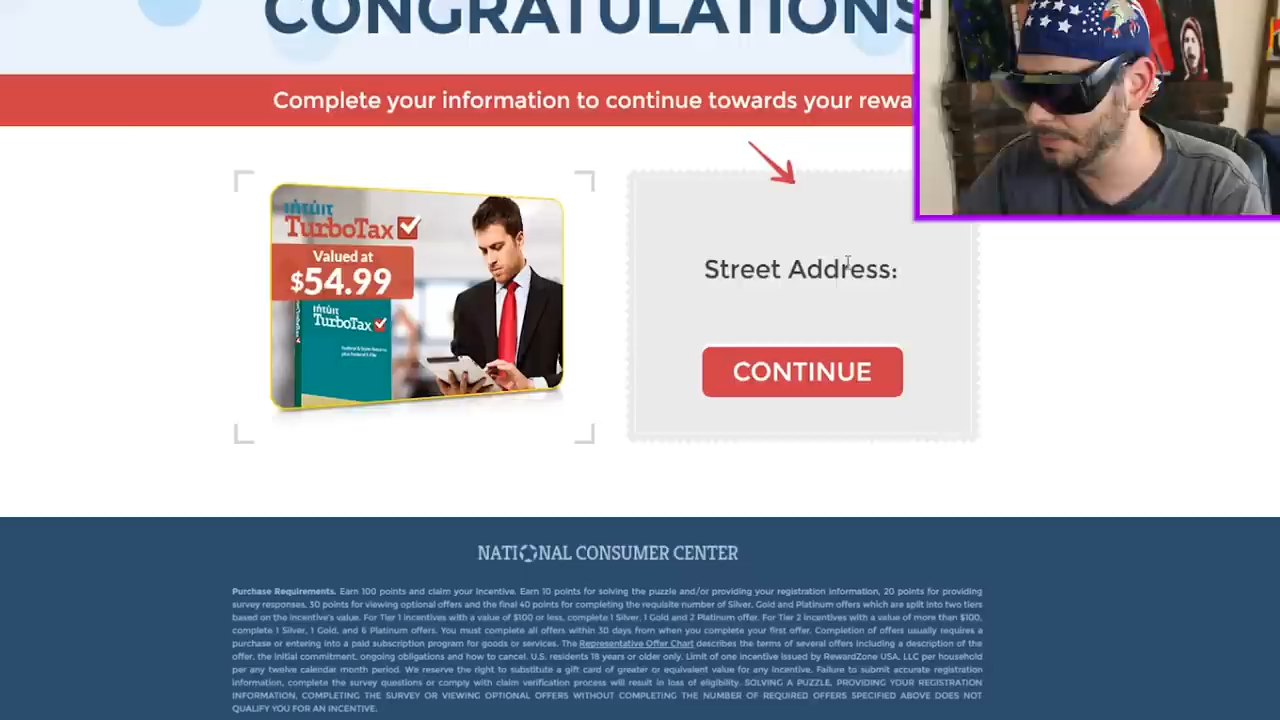 CONGRATULATIONS
Complete your information to continue towards your rewa
intuit
TurboTax
Valued at
$54.99
intuit
TurboTax
Street Address:
CONTINUE
NATIONAL CONSUMER CENTER
Purchase Requirements. Earn 100 points and claim your Incentive. Earn 10 points for solving the puzzle and/or providing your registration information, 20 points for providing
survey responses, 30 points for viewing optional offers and the final 40 points for completing the requisite number of Silver, Gold and Platinum offers which are split into two tiers
based on the incentive's value. For Tier 1 incentives with a value of $100 or less, complete 1 Silver, 1 Gold and 2 Platinum offer. For Tier 2 incentives with a value of more than $100,
complete 1 Silver, 1 Gold, and 6 Platinum offers. You must complete all offers within 30 days from when you complete your first offer. Completion of offers usually requires a
purchase or entering into a paid subscription program for goods or services. The Representative Offer Chart describes the terms of several offers including a description of the
offer, the initial commitment, ongoing obligations and how to cancel. U.S. residents 18 years or older only. Limit of one incentive issued by RewardZone USA, LLC per household
per any twelve calendar month period. We reserve the right to substitute a gift card of greater or equivalent value for any incentive. Failure to submit accurate registration
information, complete the survey questions or comply with claim verification process will result in loss of eligibility. SOLVING A PUZZLE, PROVIDING YOUR REGISTRATION
INFORMATION, COMPLETING THE SURVEY OR VIEWING OPTIONAL OFFERS WITHOUT COMPLETING THE NUMBER OF REQUIRED OFFERS SPECIFIED ABOVE DOES NOT
QUALIFY YOU FOR AN INCENTIVE.